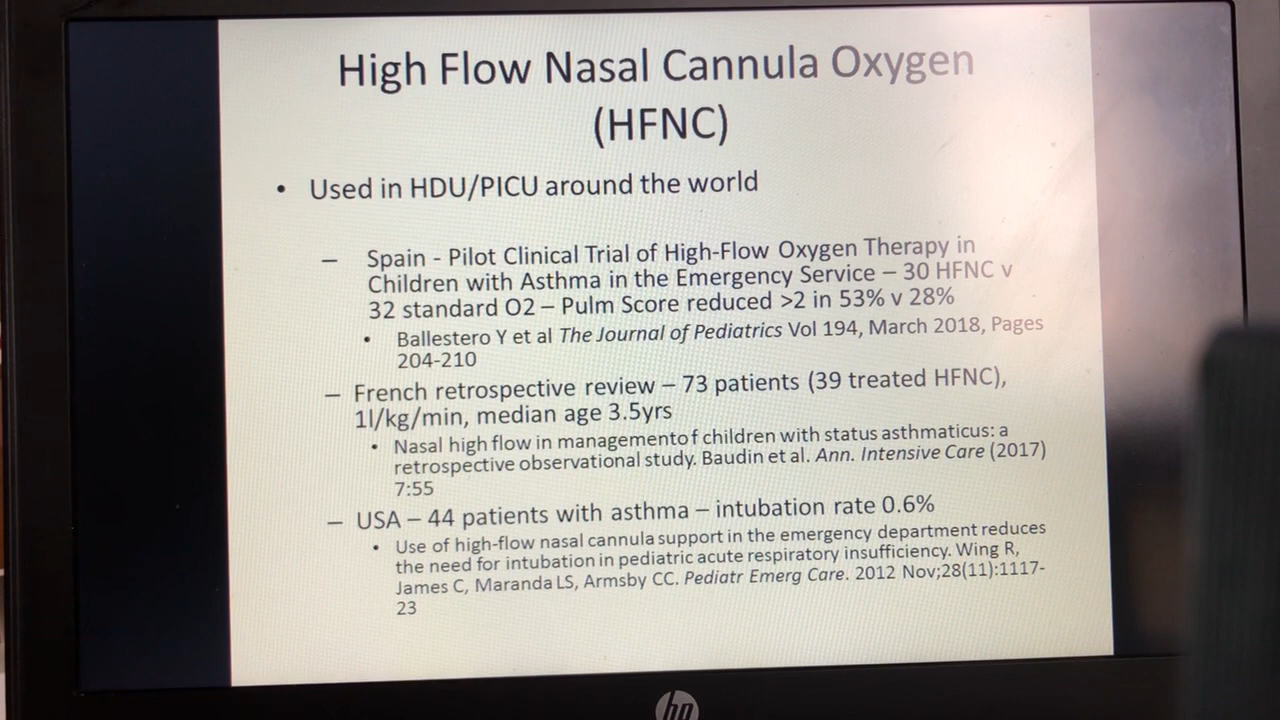 High Flow Nasal Cannula Oxygen
(HFNC)
• Used in HDU/PICU around the world
– Spain - Pilot Clinical Trial of High-Flow Oxygen Therapy in
Children with Asthma in the Emergency Service – 30 HFNC v
32 standard O2 – Pulm Score reduced >2 in 53% v 28%
• Ballestero Y et al The Journal of Pediatrics Vol 194, March 2018, Pages
204-210
– French retrospective review – 73 patients (39 treated HFNC),
1l/kg/min, median age 3.5yrs
• Nasal high flow in managemento f children with status asthmaticus: a
retrospective observational study. Baudin et al. Ann. Intensive Care (2017)
7:55
– USA – 44 patients with asthma – intubation rate 0.6%
• Use of high-flow nasal cannula support in the emergency department reduces
the need for intubation in pediatric acute respiratory insufficiency. Wing R,
James C, Maranda LS, Armsby CC. Pediatr Emerg Care. 2012 Nov;28(11):1117-
23
hp